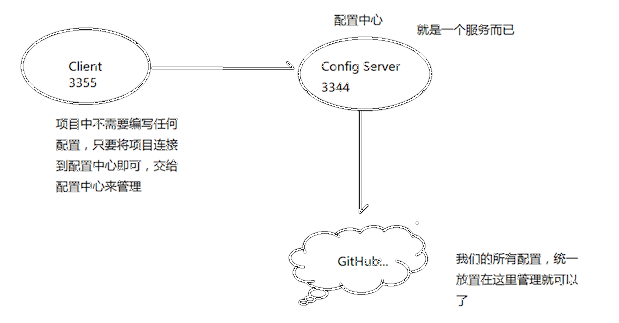 配置中心
就是一个服务而已
Client
3355
Config Server
3344
项目中不需要编写任何
配置，只要将项目连接
到配置中心即可，交给
配置中心来管理
GitHub...
我们的所有配置，统一
放置在这里管理就可以
了